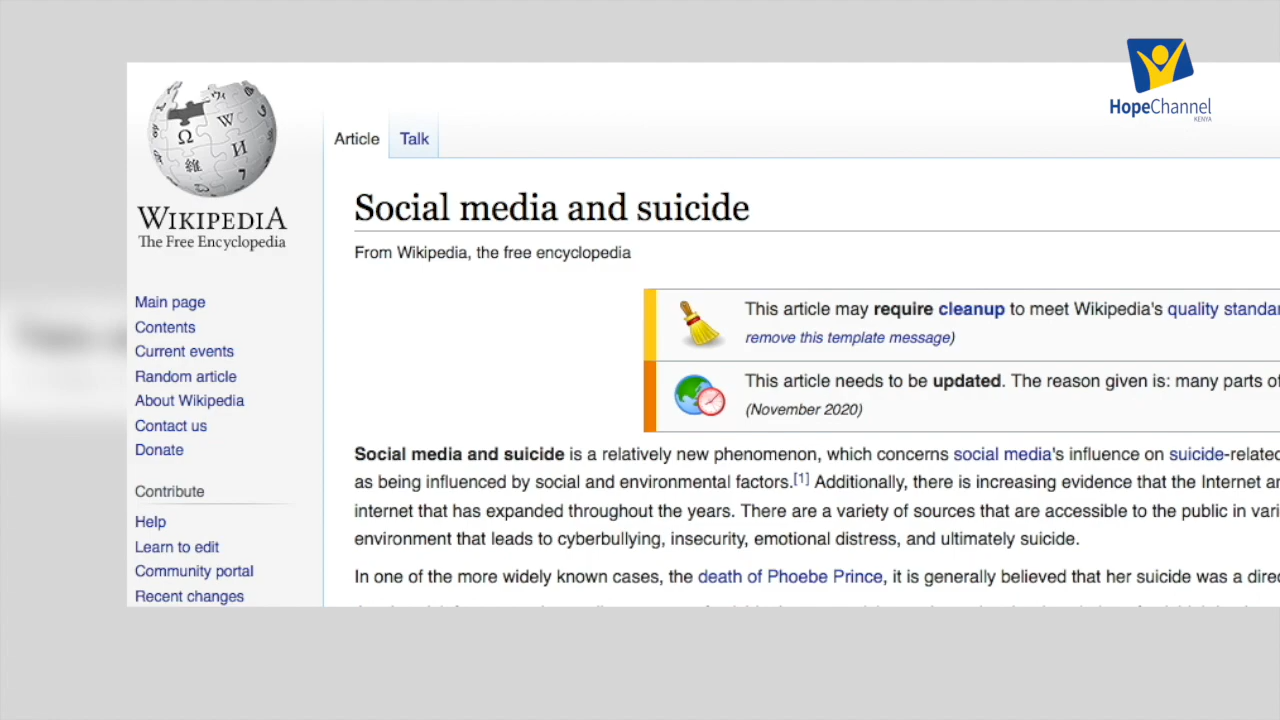 HopeChannel
KENYA
WIKIPEDIA
The Free Encyclopedia
Main page
Contents
Current events
Random article
About Wikipedia
Contact us
Donate
Contribute
Help
Learn to edit
Community portal
Recent changes
Article Talk
Social media and suicide
From Wikipedia, the free encyclopedia
This article may require cleanup to meet Wikipedia's quality
remove this template message)
This article needs to be updated. The reason given is: many parts of
(November 2020)
Social media and suicide is a relatively new phenomenon, which concerns social media's influence on suicide-related
as being influenced by social and environmental factors.[1] Additionally, there is increasing evidence that the Internet
internet that has expanded throughout the years. There are a variety of sources that are accessible to the public in
environment that leads to cyberbullying, insecurity, emotional distress, and ultimately suicide.
In one of the more widely known cases, the death of Phoebe Prince, it is generally believed that her suicide was a